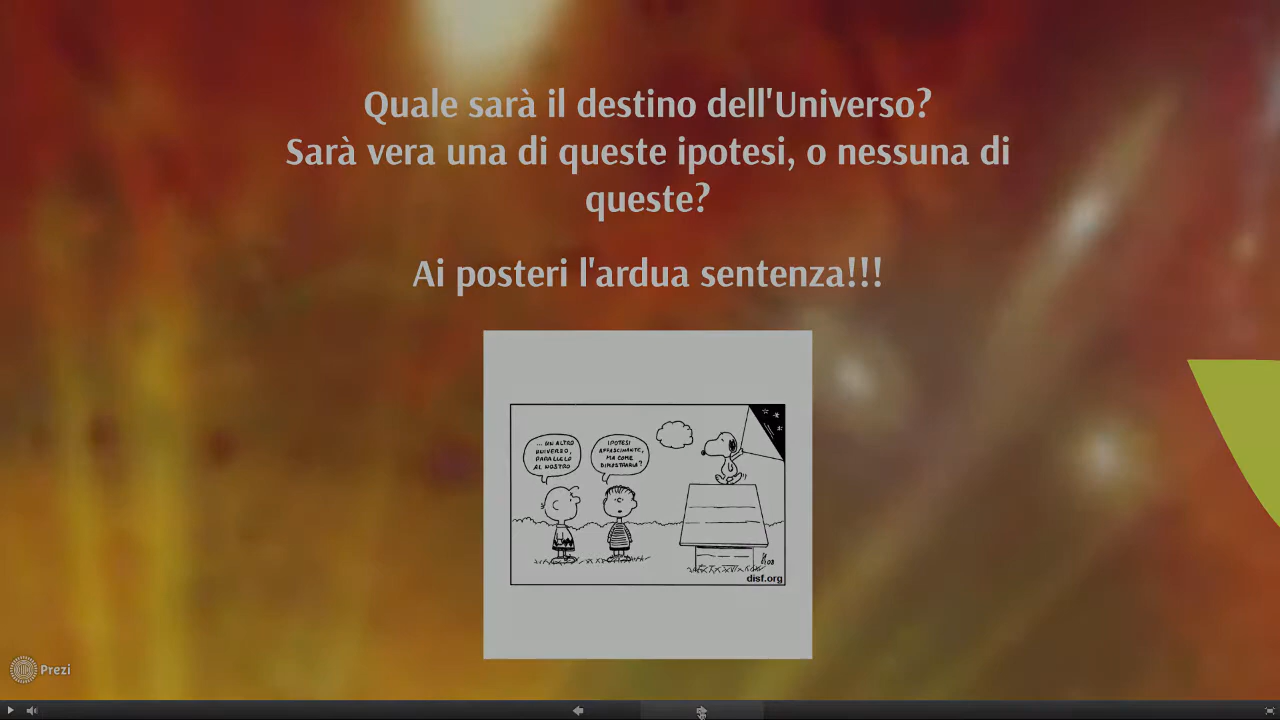 Quale sarà il destino dell'Universo?
Sarà vera una di queste ipotesi, o nessuna di
queste?
Ai posteri l'ardua sentenza!!!
... UN ALTRO
UNIVERSO,
PARALLELO
AL NOSTRO
IPOTESI
AFFASCINANTE,
MA COME
DIMOSTRARLA?
disf.org
Prezi